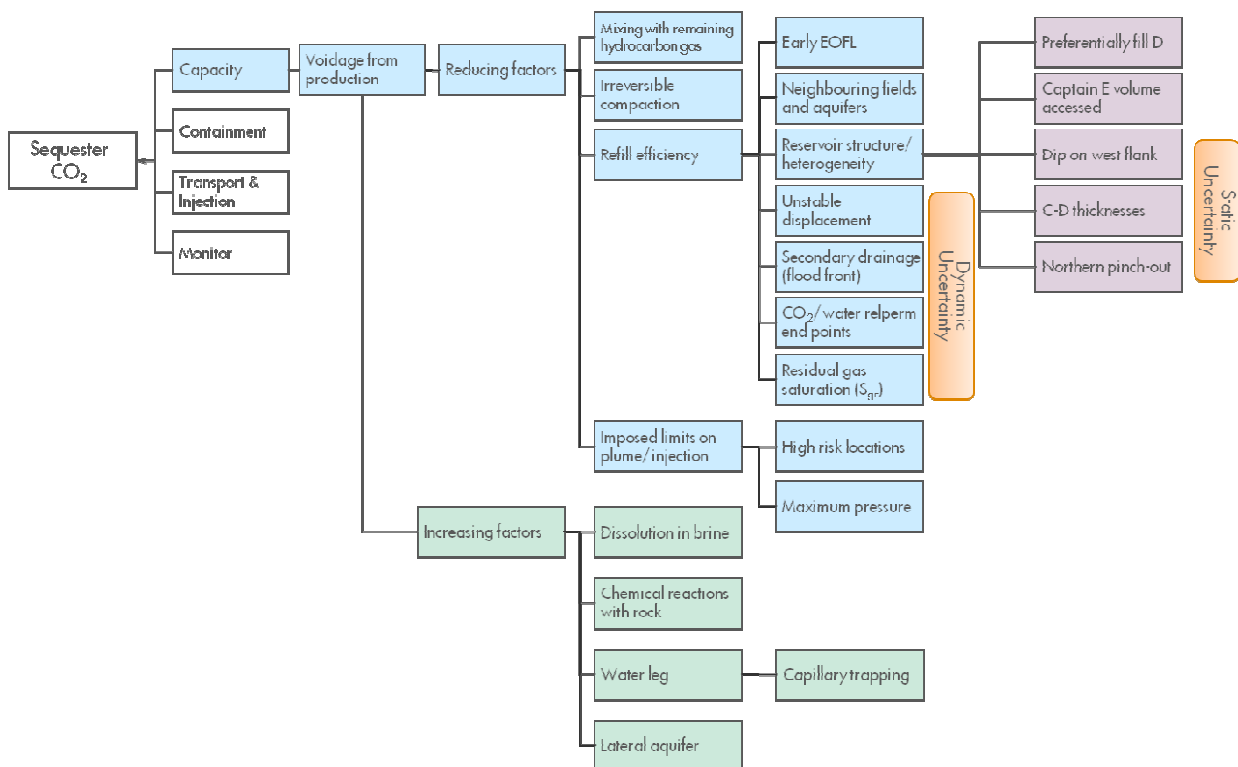 Sequester
CO₂
Capacity
Containment
Transport &
Injection
Monitor
Voidage from
production
Reducing factors
Mixing with remaining
hydrocarbon gas
Irreversible
compaction
Refill efficiency
Early EOFL
Neighbouring fields
and aquifers
Reservoir structure/
heterogeneity
Unstable
displacement
Secondary drainage
(flood front)
CO₂/water relperm
end points
Residual gas
saturation (Sgr)
Dynamic
Uncertainty
Preferentially fill D
Captain E volume
accessed
Dip on west flank
C-D thicknesses
Northern pinch-out
Static
Uncertainty
Imposed limits on
plume/injection
High risk locations
Maximum pressure
Increasing factors
Dissolution in brine
Chemical reactions
with rock
Water leg
Capillary trapping
Lateral aquifer